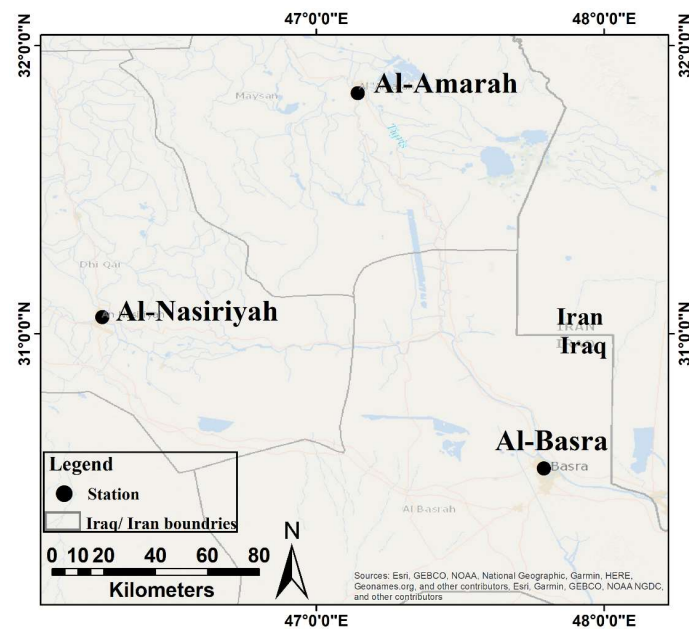 47°0'0"E
48°0'0"E
32°0'0"N
32°0'0"N
Al-Amarah
Maysan
Tigris
Dhi Qar
Al-Nasiriyah
31°0'0"N
31°0'0"N
Iran
IRAN
Iraq
Al-Basra
Basra
Al Basrah
Legend
Station
Iraq/ Iran boundries
0 10 20 40 60 80
Kilometers
N
Sources: Esri, GEBCO, NOAA, National Geographic, Garmin, HERE,
Geonames.org, and other contributors, Esri, Garmin, GEBCO, NOAA NGDC,
and other contributors
47°0'0"E
48°0'0"E